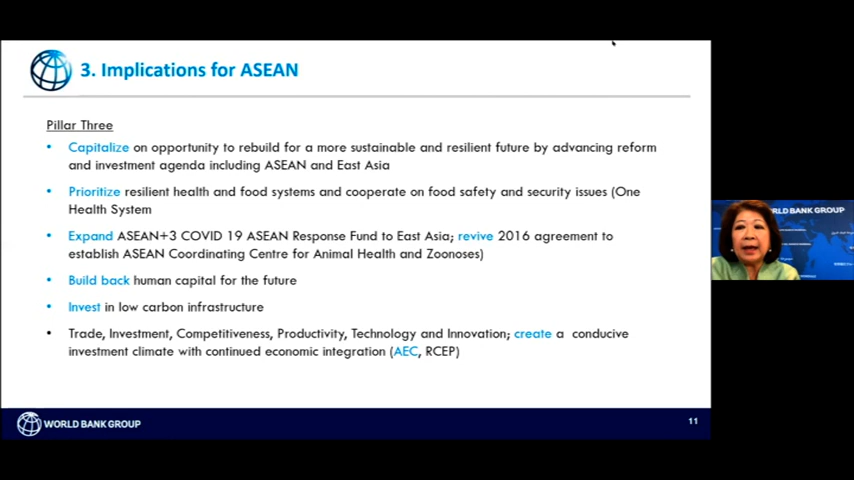 3. Implications for ASEAN
Pillar Three
• Capitalize on opportunity to rebuild for a more sustainable and resilient future by advancing reform
and investment agenda including ASEAN and East Asia
• Prioritize resilient health and food systems and cooperate on food safety and security issues (One
Health System
• Expand ASEAN+3 COVID 19 ASEAN Response Fund to East Asia; revive 2016 agreement to
establish ASEAN Coordinating Centre for Animal Health and Zoonoses)
• Build back human capital for the future
• Invest in low carbon infrastructure
• Trade, Investment, Competitiveness, Productivity, Technology and Innovation; create a conducive
investment climate with continued economic integration (AEC, RCEP)
RLD BANK GROUP
WORLD BANK GROUP
11